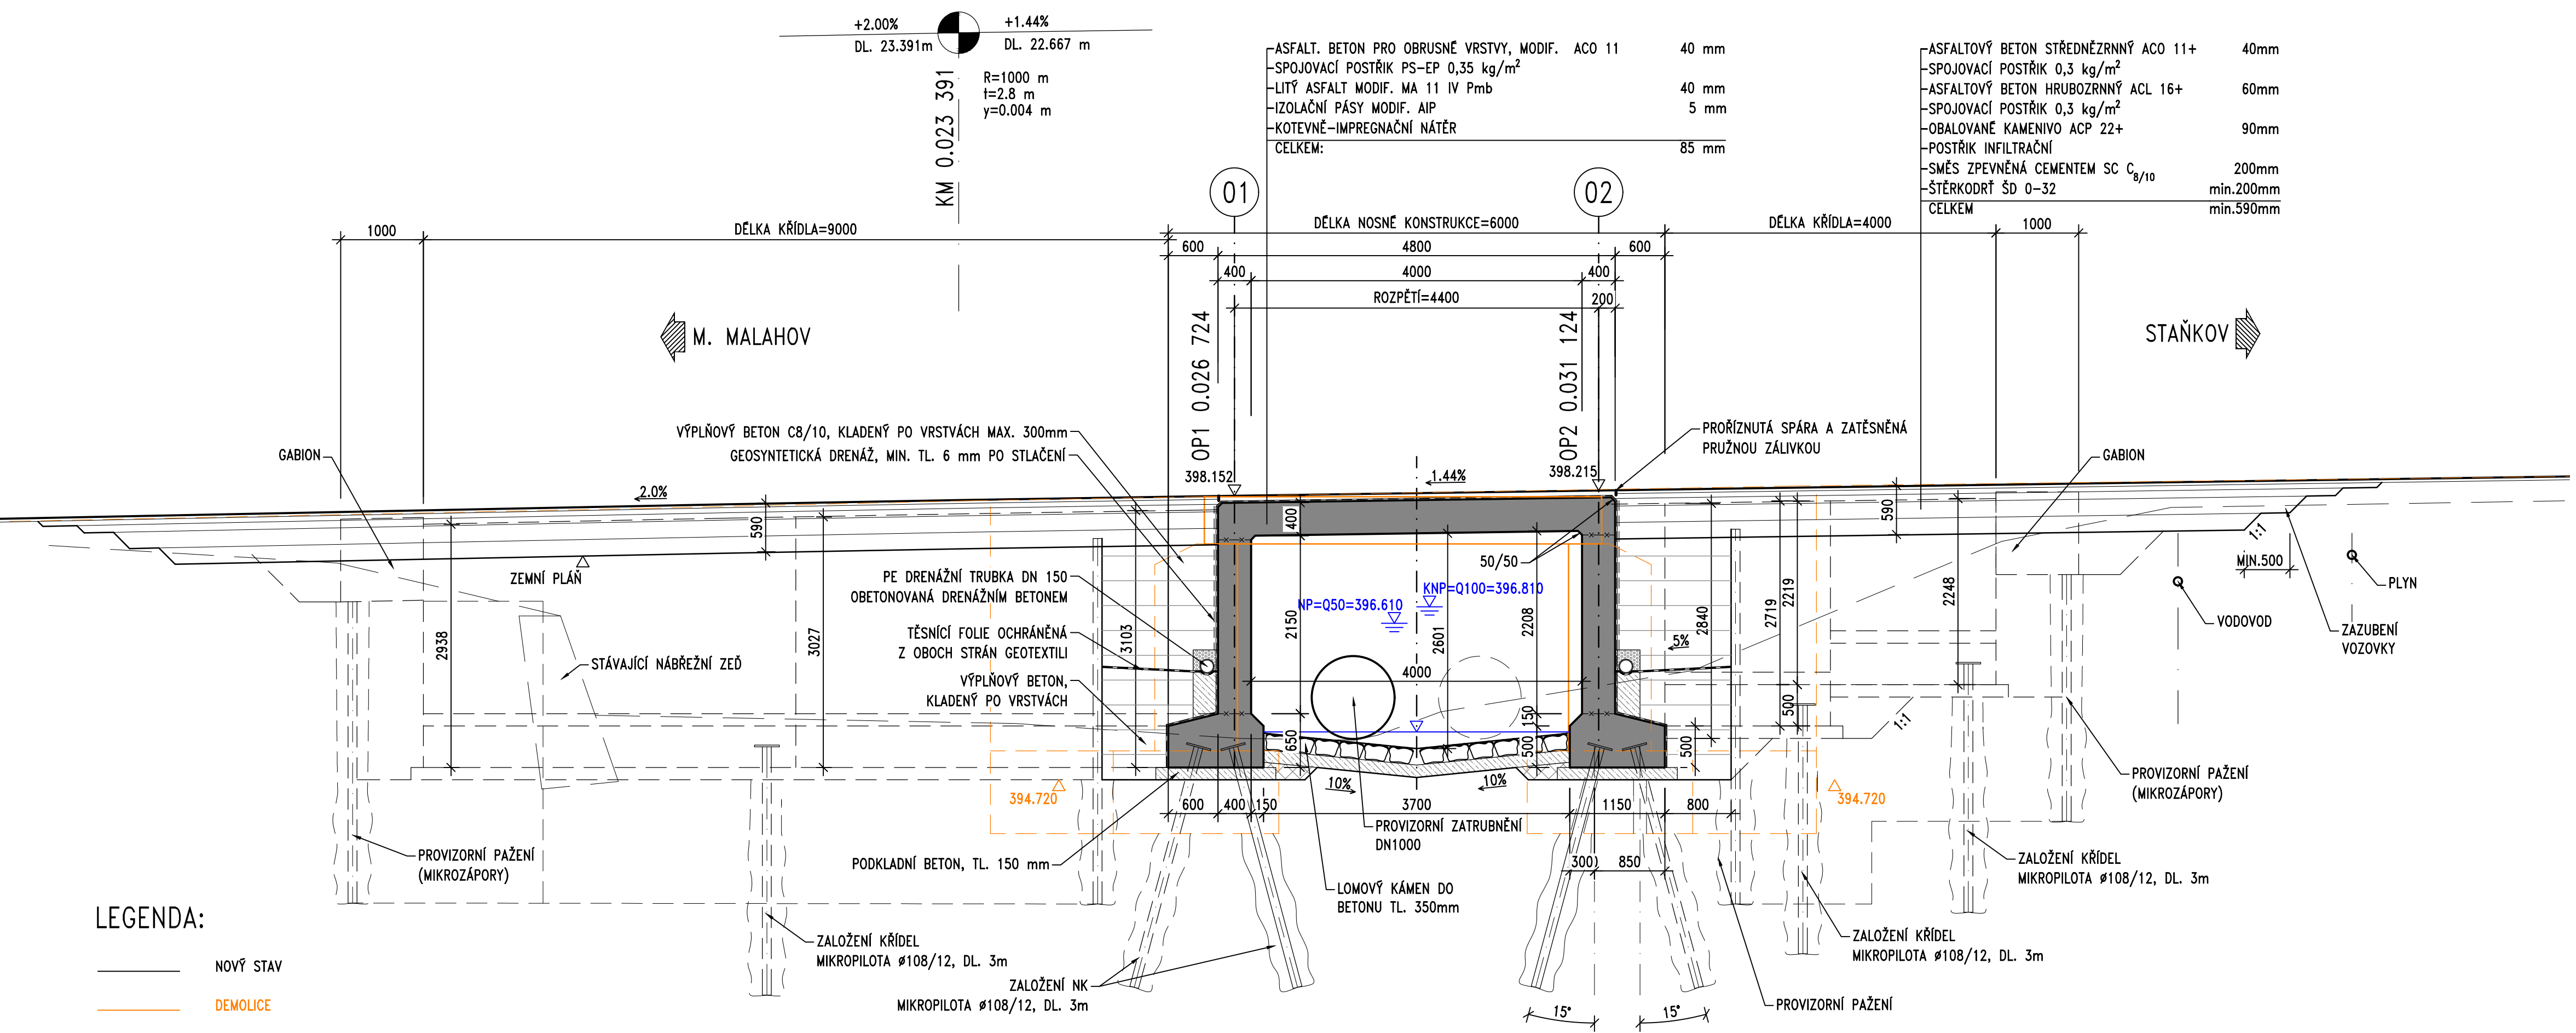 +2.00%
DL. 23.391m
+1.44%
DL. 22.667 m
KM 0.023 391
R=1000 m
t=2.8 m
y=0.004 m
ASFALT. BETON PRO OBRUSNÉ VRSTVY, MODIF. ACO 11 40 mm
SPOJOVACÍ POSTŘIK PS-EP 0,35 kg/m²
LITÝ ASFALT MODIF. MA 11 IV Pmb 40 mm
IZOLAČNÍ PÁSY MODIF. AIP 5 mm
KOTEVNĚ-IMPREGNAČNÍ NÁTĚR
CELKEM: 85 mm
ASFALTOVÝ BETON STŘEDNĚZRNNÝ ACO 11+ 40mm
SPOJOVACÍ POSTŘIK 0,3 kg/m²
ASFALTOVÝ BETON HRUBOZRNNÝ ACL 16+ 60mm
SPOJOVACÍ POSTŘIK 0,3 kg/m²
OBALOVANÉ KAMENIVO ACP 22+ 90mm
POSTŘIK INFILTRAČNÍ
SMĚS ZPEVNĚNÁ CEMENTEM SC C8/10 200mm
ŠTĚRKODRŤ ŠD 0-32 min.200mm
CELKEM min.590mm
O1
O2
1000
DÉLKA KŘÍDLA=9000
DÉLKA NOSNÉ KONSTRUKCE=6000
DÉLKA KŘÍDLA=4000
1000
600
4800
600
400
4000
400
ROZPĚTÍ=4400
200
M. MALAHOV
STAŇKOV
OP1 0.026 724
OP2 0.031 124
VÝPLŇOVÝ BETON C8/10, KLADENÝ PO VRSTVÁCH MAX. 300mm
GEOSYNTETICKÁ DRENÁŽ, MIN. TL. 6 mm PO STLAČENÍ
PROŘÍZNUTÁ SPÁRA A ZATĚSNĚNÁ
PRUŽNOU ZÁLIVKOU
GABION
GABION
398.152
1.44%
398.215
2.0%
590
400
590
1:1
MIN.500
ZEMNÍ PLÁŇ
50/50
PE DRENÁŽNÍ TRUBKA DN 150
OBETONOVANÁ DRENÁŽNÍM BETONEM
NP=Q50=396.610
KNP=Q100=396.810
PLYN
VODOVOD
ZAZUBENÍ
VOZOVKY
TĚSNÍCÍ FOLIE OCHRÁNĚNÁ
Z OBOCH STRÁN GEOTEXTILI
2938
3027
3103
2150
2601
2208
2840
2719
2219
2248
5%
STÁVAJÍCÍ NÁBŘEŽNÍ ZEĎ
4000
VÝPLŇOVÝ BETON,
KLADENÝ PO VRSTVÁCH
650
150
500
500
500
1:1
394.720
10%
10%
394.720
PROVIZORNÍ PAŽENÍ
(MIKROZÁPORY)
600
400
150
3700
1150
800
PROVIZORNÍ ZATRUBNĚNÍ
DN1000
300
850
PROVIZORNÍ PAŽENÍ
(MIKROZÁPORY)
PODKLADNÍ BETON, TL. 150 mm
LOMOVÝ KÁMEN DO
BETONU TL. 350mm
ZALOŽENÍ KŘÍDEL
MIKROPILOTA ø108/12, DL. 3m
LEGENDA:
ZALOŽENÍ KŘÍDEL
MIKROPILOTA ø108/12, DL. 3m
ZALOŽENÍ KŘÍDEL
MIKROPILOTA ø108/12, DL. 3m
NOVÝ STAV
ZALOŽENÍ NK
MIKROPILOTA ø108/12, DL. 3m
DEMOLICE
15°
15°
PROVIZORNÍ PAŽENÍ